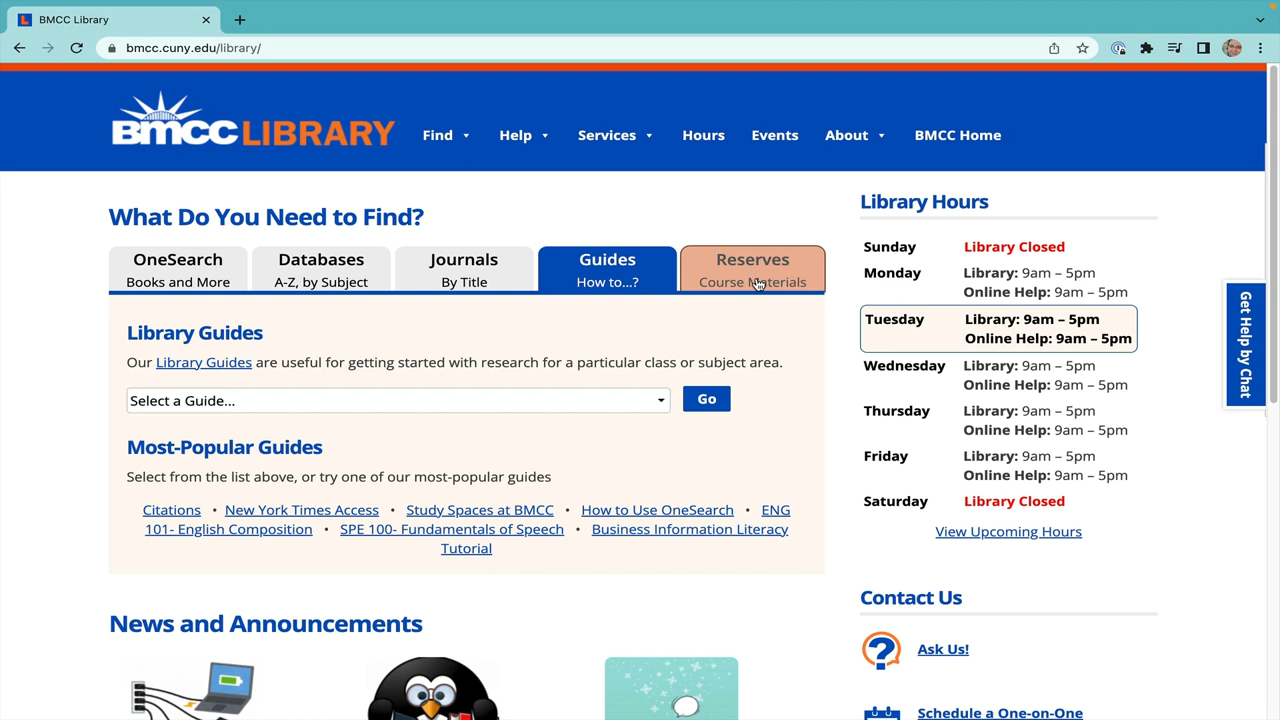 BMCC Library
bmcc.cuny.edu/library/
BMCC LIBRARY
Find
Help
Services
Hours
Events
About
BMCC Home
What Do You Need to Find?
OneSearch
Books and More
Databases
A-Z, by Subject
Journals
By Title
Guides
How to...?
Reserves
Course Materials
Library Guides
Our Library Guides are useful for getting started with research for a particular class or subject area.
Select a Guide...
Go
Most-Popular Guides
Select from the list above, or try one of our most-popular guides
Citations • New York Times Access • Study Spaces at BMCC • How to Use OneSearch • ENG
101- English Composition • SPE 100- Fundamentals of Speech • Business Information Literacy
Tutorial
News and Announcements
Library Hours
Sunday Library Closed
Monday Library: 9am – 5pm
Online Help: 9am – 5pm
Tuesday Library: 9am – 5pm
Online Help: 9am – 5pm
Wednesday Library: 9am – 5pm
Online Help: 9am – 5pm
Thursday Library: 9am – 5pm
Online Help: 9am – 5pm
Friday Library: 9am – 5pm
Online Help: 9am – 5pm
Saturday Library Closed
View Upcoming Hours
Contact Us
Ask Us!
Schedule a One-on-One
Get Help by Chat